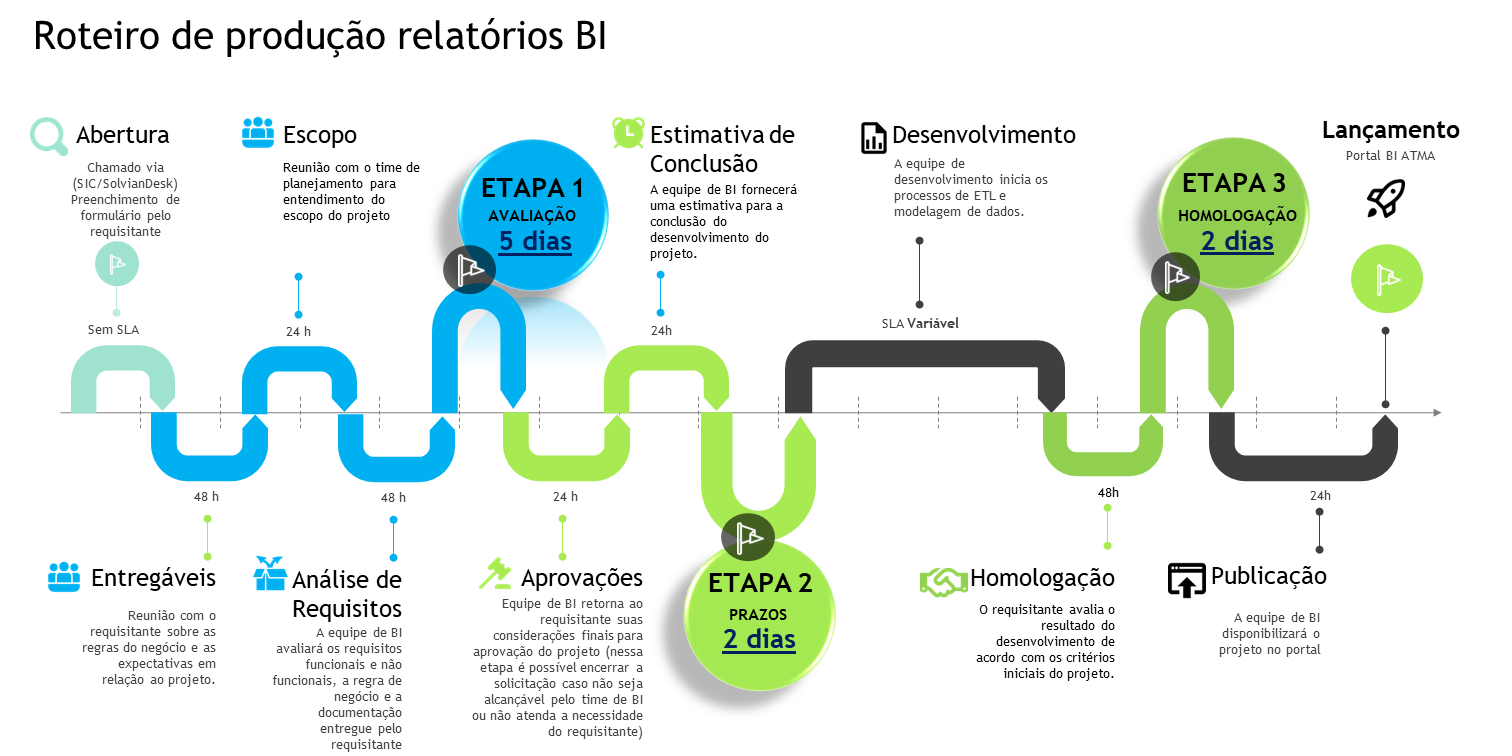 Roteiro de produção relatórios BI
Abertura
Chamado via
(SIC/SolvianDesk)
Preenchimento de
formulário pelo
requisitante
Sem SLA
Escopo
Reunião com o time de
planejamento para
entendimento do
escopo do projeto
24 h
ETAPA 1
AVALIAÇÃO
5 dias
Estimativa de
Conclusão
A equipe de BI fornecerá
uma estimativa para a
conclusão do
desenvolvimento do
projeto.
24h
Desenvolvimento
A equipe de
desenvolvimento inicia os
processos de ETL e
modelagem de dados.
SLA Variável
ETAPA 3
HOMOLOGAÇÃO
2 dias
Lançamento
Portal BI ATMA
48 h
Entregáveis
Reunião com o
requisitante sobre as
regras do negócio e as
expectativas em
relação ao projeto.
48 h
Análise de
Requisitos
A equipe de BI
avaliará os requisitos
funcionais e não
funcionais, a regra de
negócio e a
documentação
entregue pelo
requisitante
24 h
Aprovações
Equipe de BI retorna ao
requisitante suas
considerações finais para
aprovação do projeto (nessa
etapa é possível encerrar a
solicitação caso não seja
alcançável pelo time de BI
ou não atenda a necessidade
do requisitante)
ETAPA 2
PRAZOS
2 dias
48h
Homologação
O requisitante avalia o
resultado do
desenvolvimento de
acordo com os critérios
iniciais do projeto.
24h
Publicação
A equipe de BI
disponibilizará o
projeto no portal